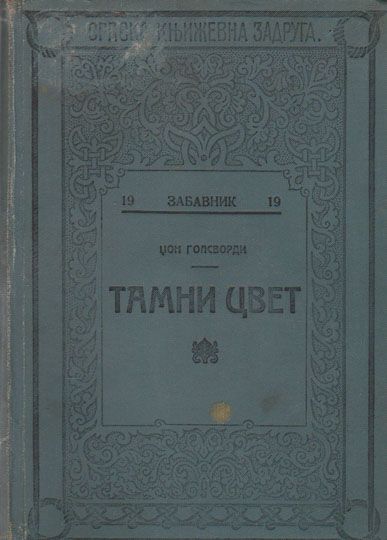 СРПСКА КЊИЖЕВНА ЗАДРУГА.
19 ЗАБАВНИК 19
ЏОН ГОЛСВОРДИ
ТАМНИ ЦВЕТ